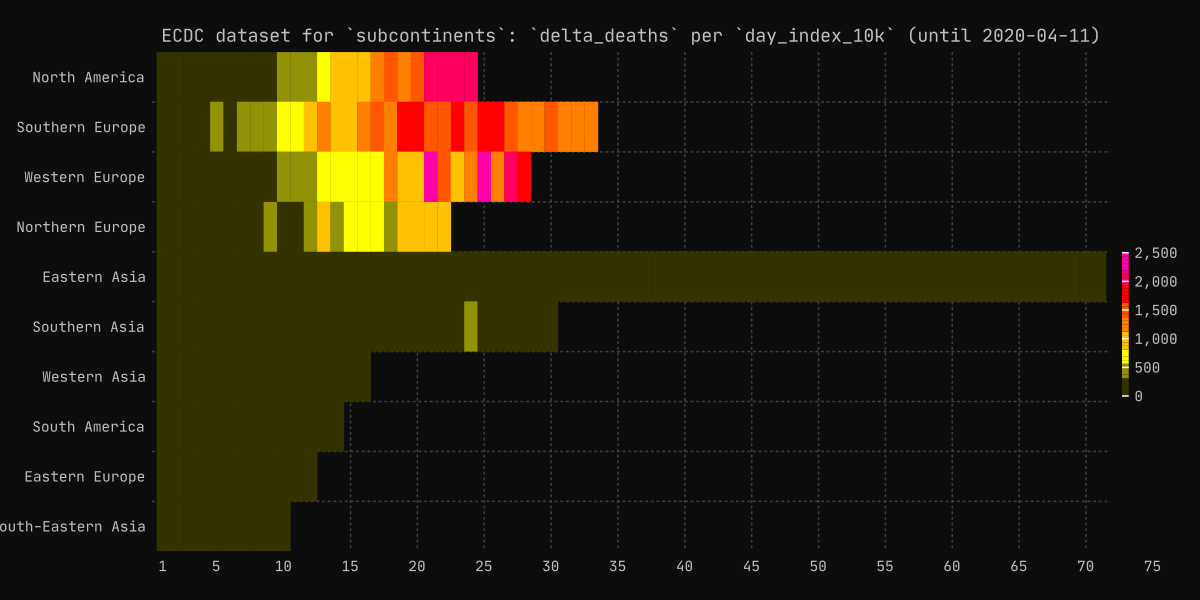 ECDC dataset for `subcontinents`: `delta_deaths` per `day_index_10k` (until 2020-04-11)
North America
Southern Europe
Western Europe
Northern Europe
Eastern Asia
Southern Asia
Western Asia
South America
Eastern Europe
outh-Eastern Asia
2,500
2,000
1,500
1,000
500
0
1 5 10 15 20 25 30 35 40 45 50 55 60 65 70 75